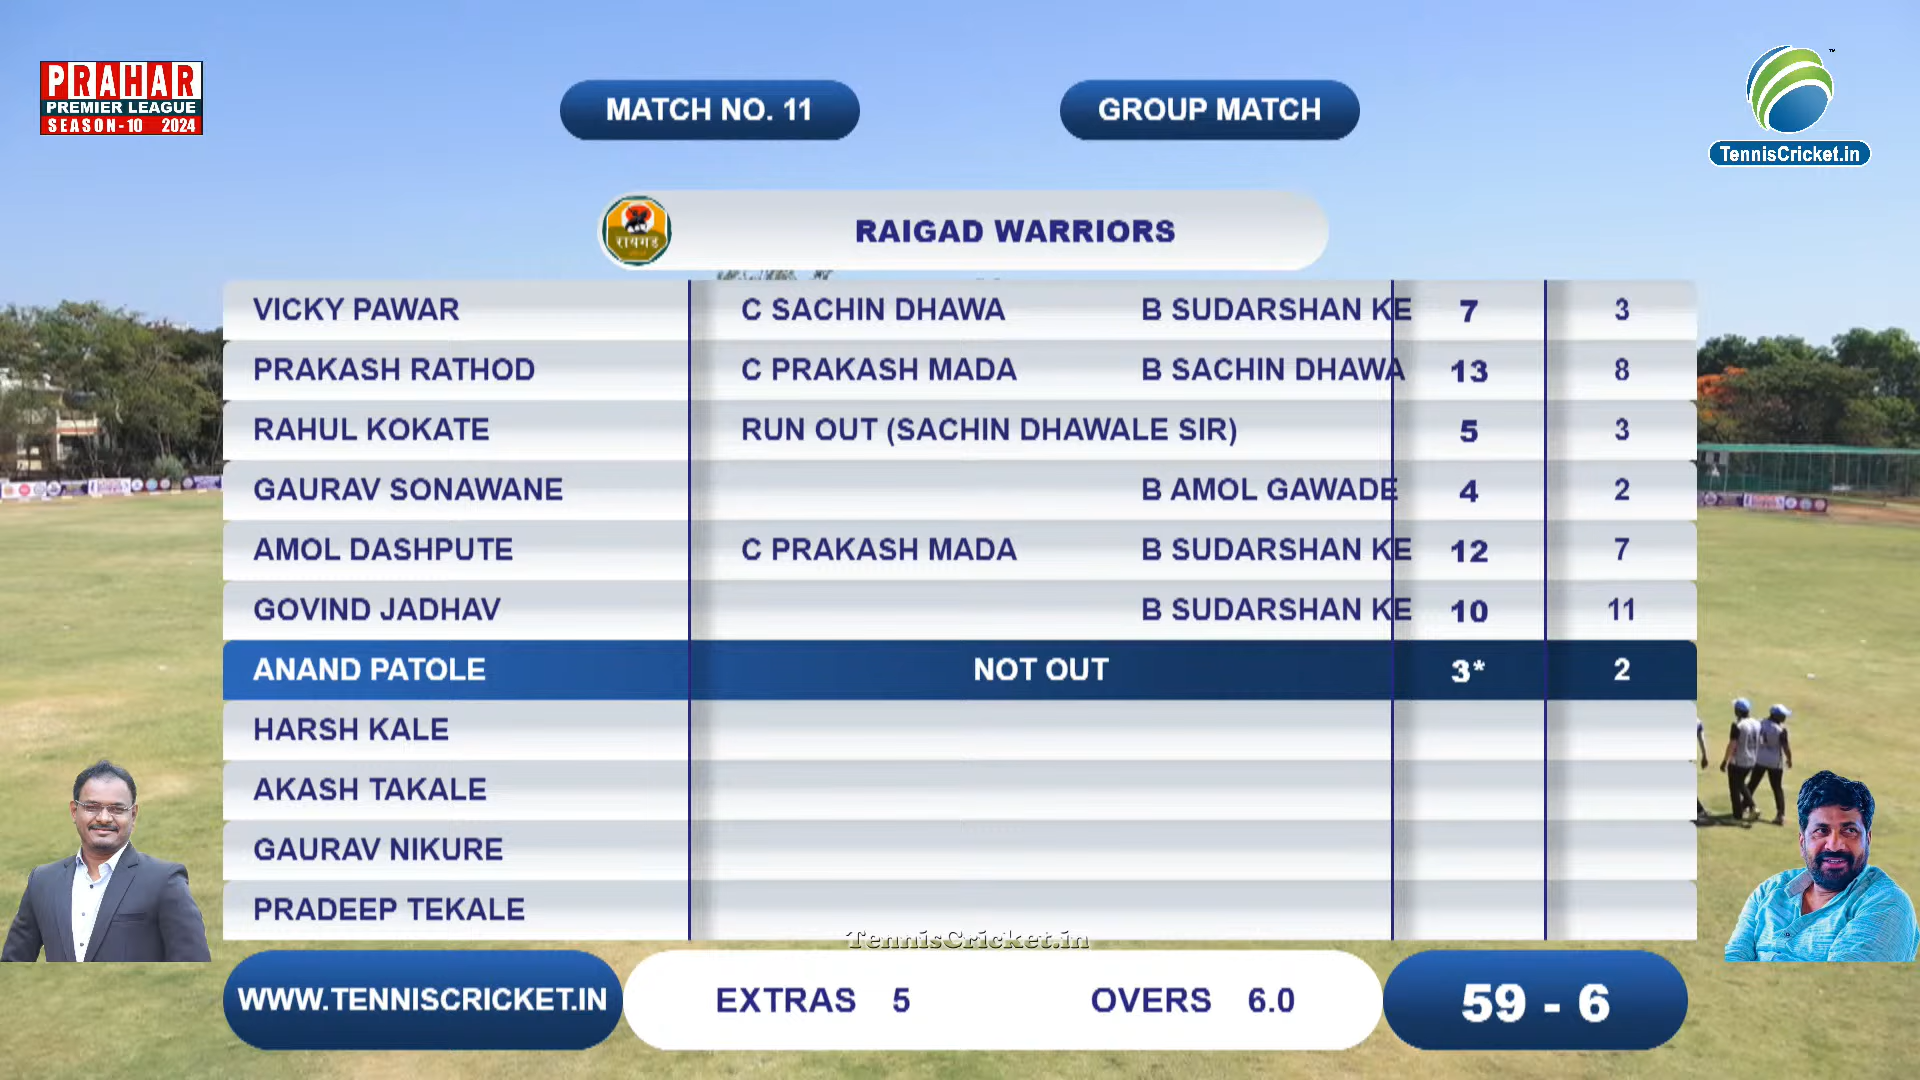 PRAHAR
PREMIER LEAGUE
SEASON-10 2024
MATCH NO. 11
GROUP MATCH
TennisCricket.in
रायगड
RAIGAD WARRIORS
VICKY PAWAR C SACHIN DHAWA B SUDARSHAN KE 7 3
PRAKASH RATHOD C PRAKASH MADA B SACHIN DHAWA 13 8
RAHUL KOKATE RUN OUT (SACHIN DHAWALE SIR) 5 3
GAURAV SONAWANE B AMOL GAWADE 4 2
AMOL DASHPUTE C PRAKASH MADA B SUDARSHAN KE 12 7
GOVIND JADHAV B SUDARSHAN KE 10 11
ANAND PATOLE NOT OUT 3* 2
HARSH KALE
AKASH TAKALE
GAURAV NIKURE
PRADEEP TEKALE
TennisCricket.in
WWW.TENNISCRICKET.IN EXTRAS 5 OVERS 6.0 59 - 6